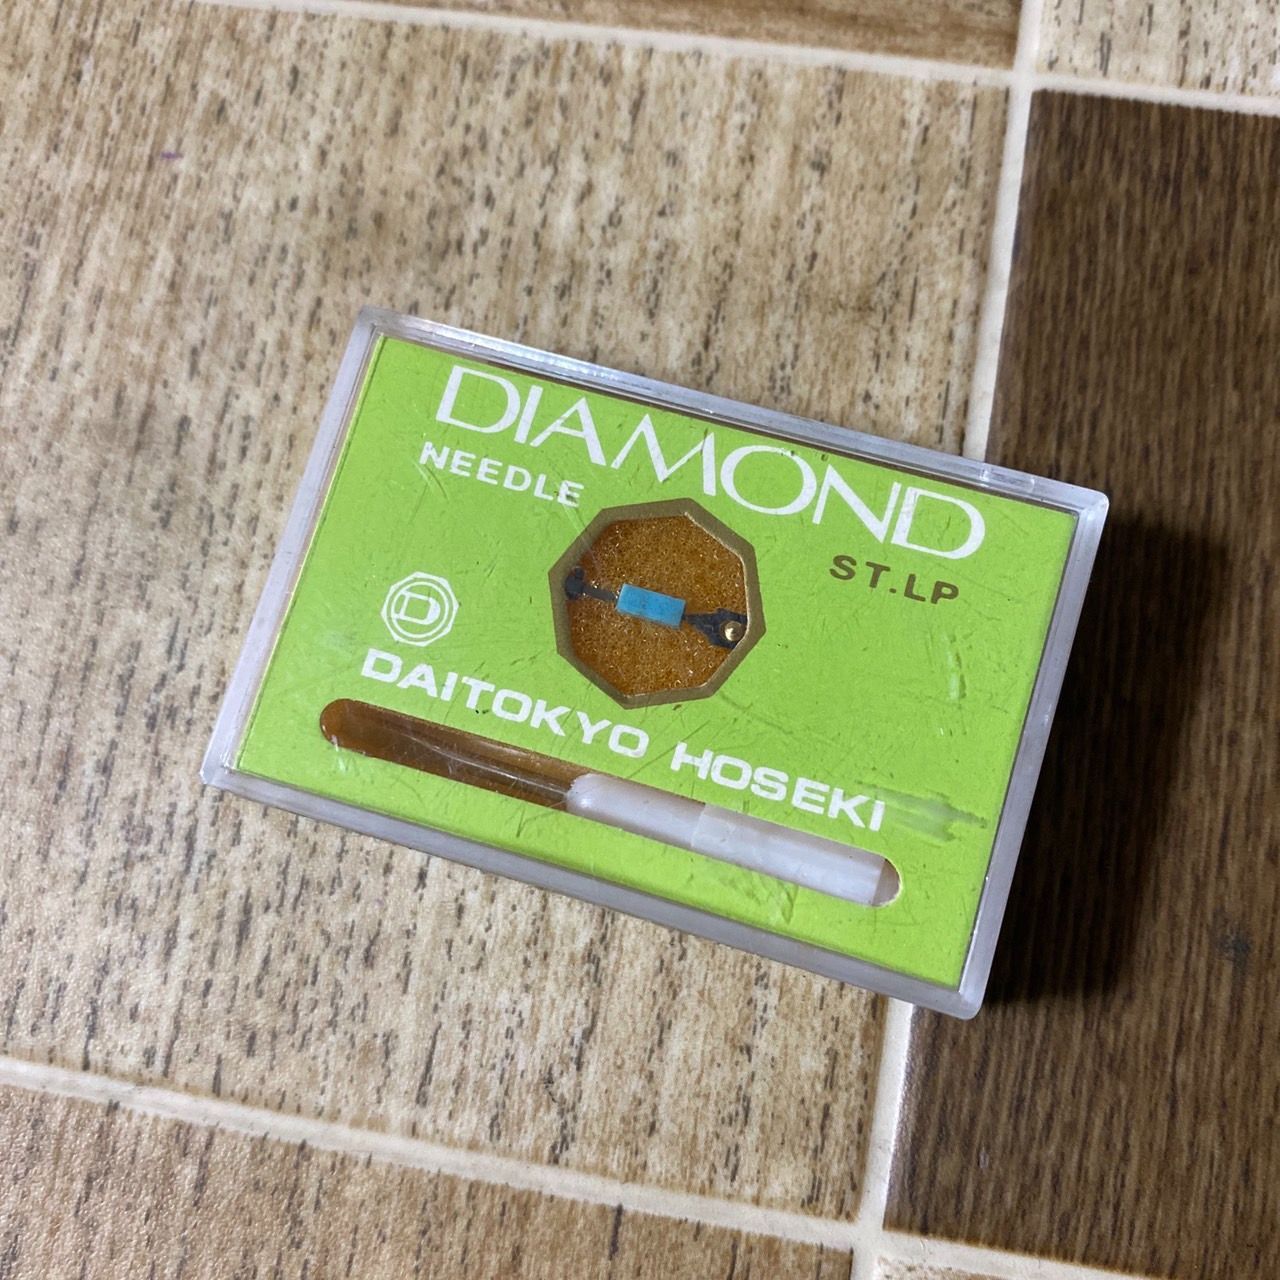 DIAMOND
NEEDLE
ST.LP
D
DAITOKYO HOSEKI